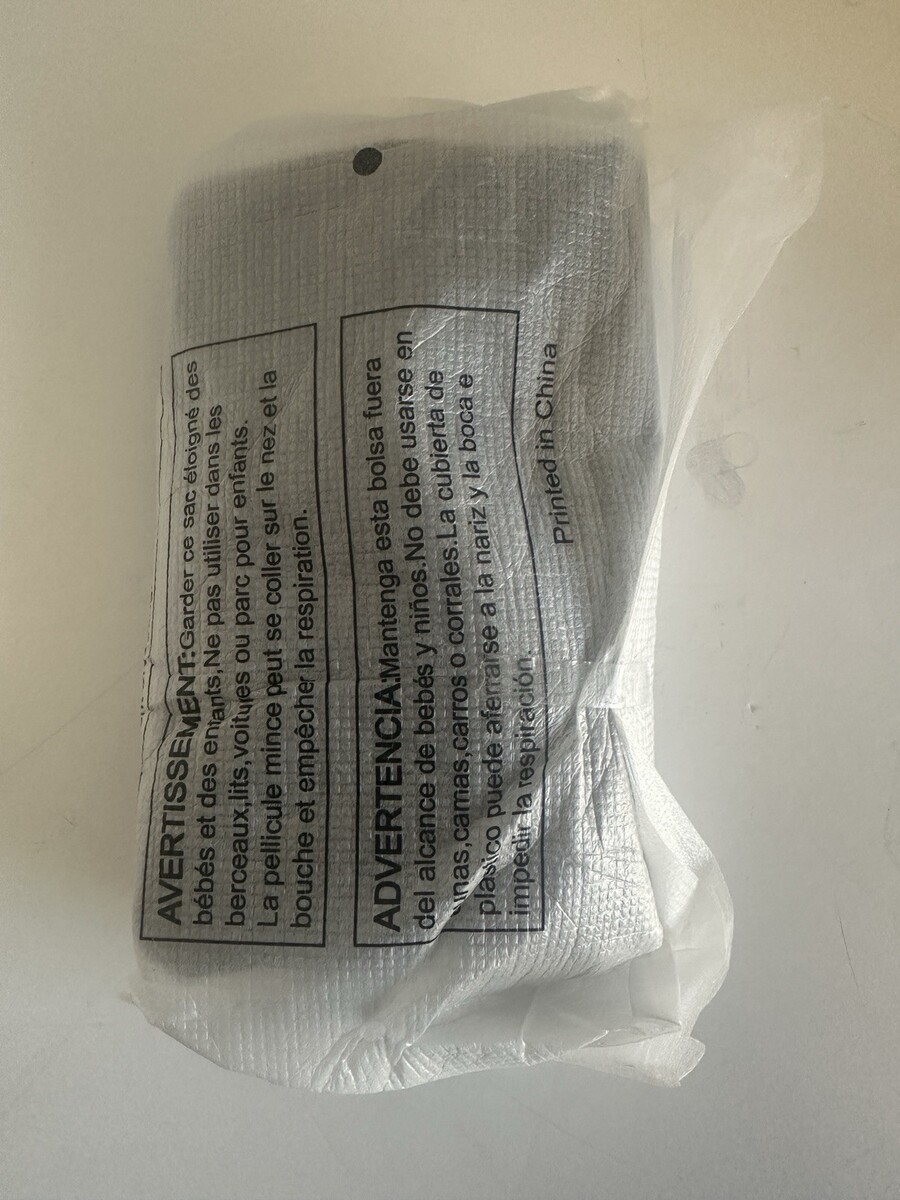 AVERTISSEMENT:Garder ce sac éloigné des
bébés et des enfants,Ne pas utiliser dans les
berceaux,lits,voitures ou parc pour enfants.
La pellicule mince peut se coller sur le nez et la
bouche et empêcher la respiration.
ADVERTENCIA:Mantenga esta bolsa fuera
del alcance de bebés y niños.No debe usarse en
cunas,camas,carros o corrales.La cubierta de
plásico puede aferrarse a la nariz y la boca e
impedir la respiración.
Printed in China